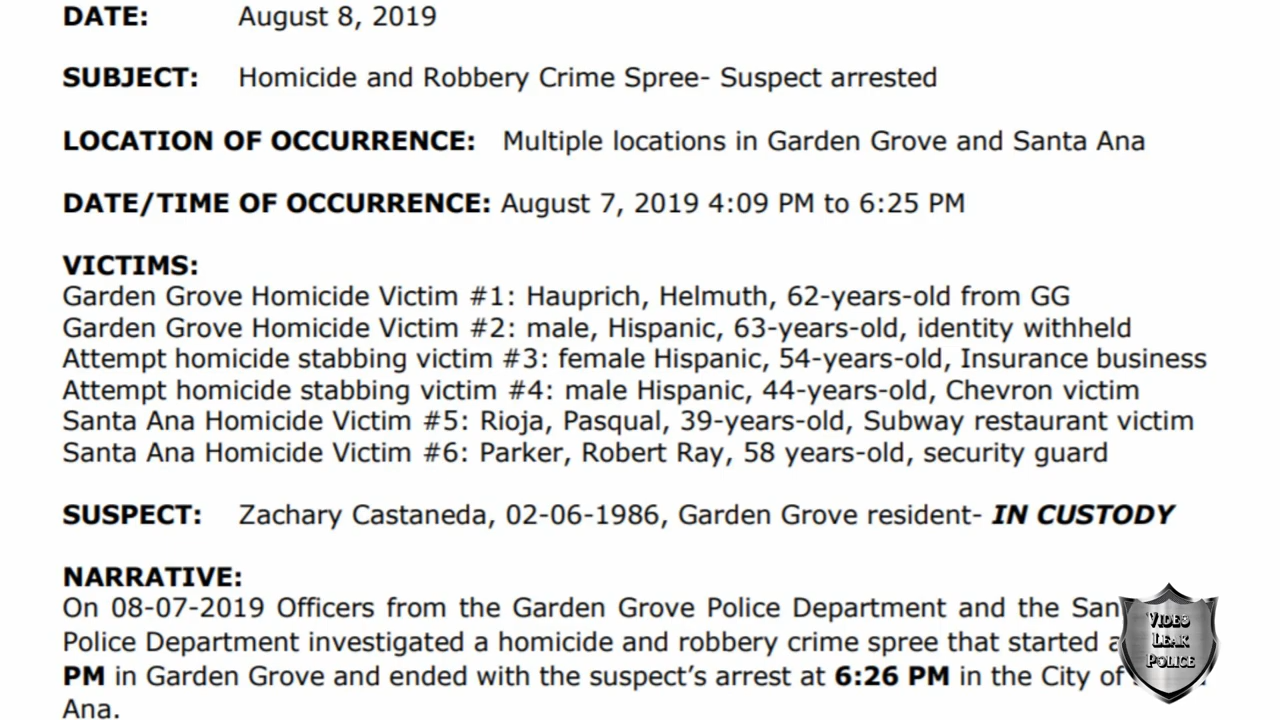 DATE: August 8, 2019
SUBJECT: Homicide and Robbery Crime Spree- Suspect arrested
LOCATION OF OCCURRENCE: Multiple locations in Garden Grove and Santa Ana
DATE/TIME OF OCCURRENCE: August 7, 2019 4:09 PM to 6:25 PM
VICTIMS:
Garden Grove Homicide Victim #1: Hauprich, Helmuth, 62-years-old from GG
Garden Grove Homicide Victim #2: male, Hispanic, 63-years-old, identity withheld
Attempt homicide stabbing victim #3: female Hispanic, 54-years-old, Insurance business
Attempt homicide stabbing victim #4: male Hispanic, 44-years-old, Chevron victim
Santa Ana Homicide Victim #5: Rioja, Pasqual, 39-years-old, Subway restaurant victim
Santa Ana Homicide Victim #6: Parker, Robert Ray, 58 years-old, security guard
SUSPECT: Zachary Castaneda, 02-06-1986, Garden Grove resident- IN CUSTODY
NARRATIVE:
On 08-07-2019 Officers from the Garden Grove Police Department and the
Police Department investigated a homicide and robbery crime spree that started
PM in Garden Grove and ended with the suspect's arrest at 6:26 PM in the City of
Ana.
VIDEO
LEAK
POLICE